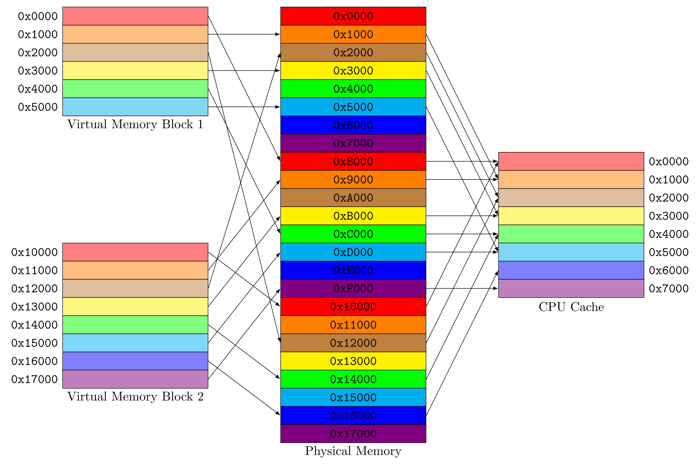 0x0000
0x1000
0x2000
0x3000
0x4000
0x5000
Virtual Memory Block 1
0x10000
0x11000
0x12000
0x13000
0x14000
0x15000
0x16000
0x17000
Virtual Memory Block 2
0x0000
0x1000
0x2000
0x3000
0x4000
0x5000
0x6000
0x7000
0x8000
0x9000
0xA000
0xB000
0xC000
0xD000
0xE000
0xF000
0x10000
0x11000
0x12000
0x13000
0x14000
0x15000
0x16000
0x17000
Physical Memory
0x0000
0x1000
0x2000
0x3000
0x4000
0x5000
0x6000
0x7000
CPU Cache